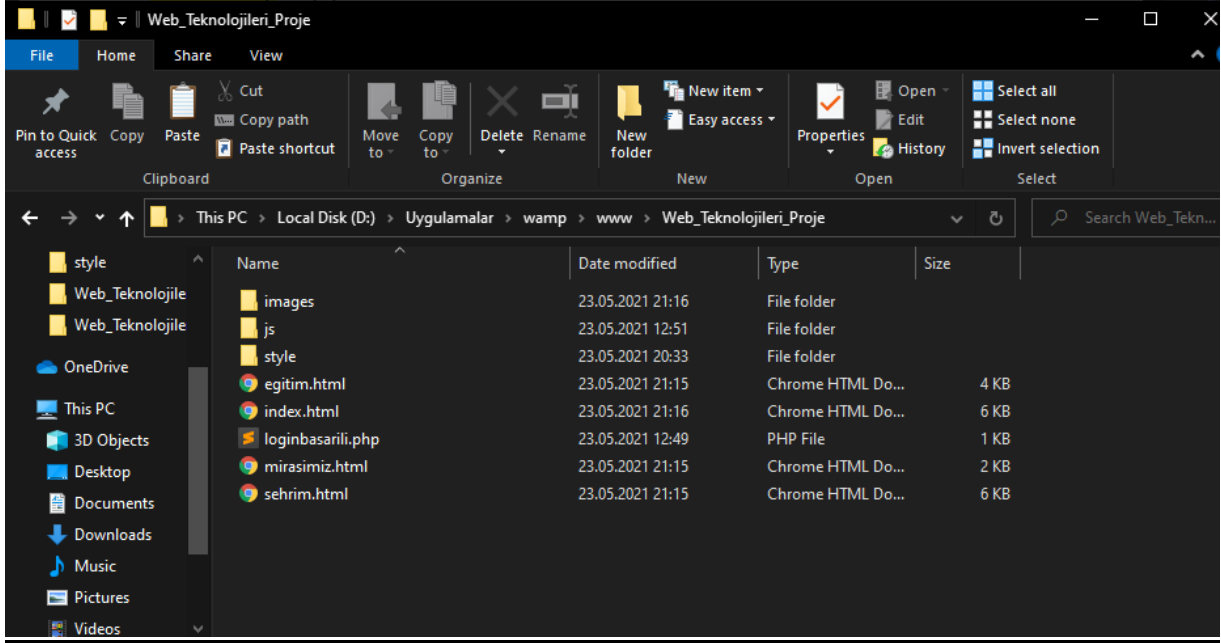 Web_Teknolojileri_Proje
File Home Share View
Pin to Quick access
Copy
Paste
Cut
Copy path
Paste shortcut
Clipboard
Move to
Copy to
Delete
Rename
Organize
New folder
New item
Easy access
New
Properties
Open
Edit
History
Open
Select all
Select none
Invert selection
Select
This PC > Local Disk (D:) > Uygulamalar > wamp > www > Web_Teknolojileri_Proje
Search Web_Tekn...
style
Web_Teknolojile
Web_Teknolojile
OneDrive
This PC
3D Objects
Desktop
Documents
Downloads
Music
Pictures
Videos
Name Date modified Type Size
images 23.05.2021 21:16 File folder
js 23.05.2021 12:51 File folder
style 23.05.2021 20:33 File folder
egitim.html 23.05.2021 21:15 Chrome HTML Do... 4 KB
index.html 23.05.2021 21:16 Chrome HTML Do... 6 KB
loginbasarili.php 23.05.2021 12:49 PHP File 1 KB
mirasimiz.html 23.05.2021 21:15 Chrome HTML Do... 2 KB
sehrim.html 23.05.2021 21:15 Chrome HTML Do... 6 KB